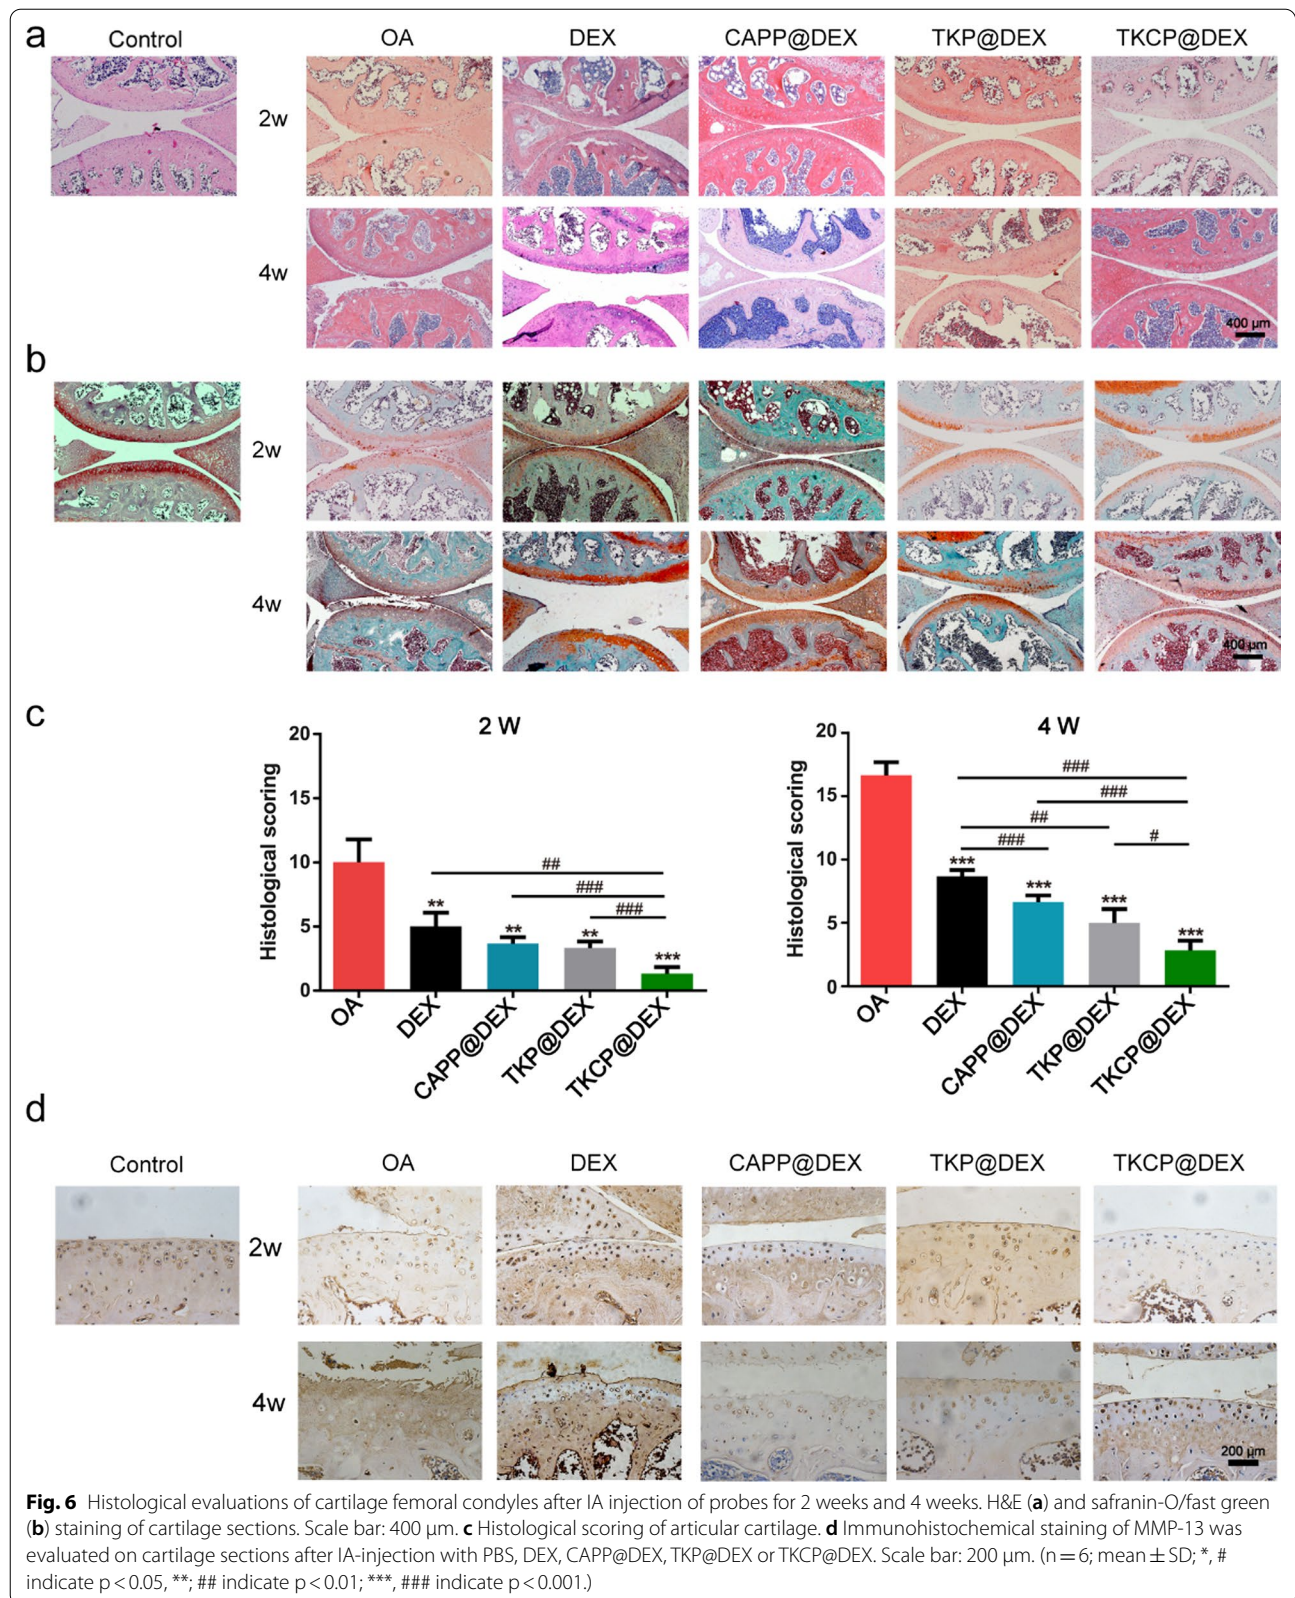 a
Control
OA
DEX
CAPP@DEX
TKP@DEX
TKCP@DEX
2w
4w
400 μm
b
2w
4w
400 μm
c
2 W
Histological scoring
20
15
10
5
0
##
###
###
**
**
**
***
OA
DEX
CAPP@DEX
TKP@DEX
TKCP@DEX
4 W
Histological scoring
20
15
10
5
0
###
###
##
###
#
***
***
***
***
OA
DEX
CAPP@DEX
TKP@DEX
TKCP@DEX
d
Control
OA
DEX
CAPP@DEX
TKP@DEX
TKCP@DEX
2w
4w
200 μm
Fig. 6 Histological evaluations of cartilage femoral condyles after IA injection of probes for 2 weeks and 4 weeks. H&E (a) and safranin-O/fast green
(b) staining of cartilage sections. Scale bar: 400 μm. c Histological scoring of articular cartilage. d Immunohistochemical staining of MMP-13 was
evaluated on cartilage sections after IA-injection with PBS, DEX, CAPP@DEX, TKP@DEX or TKCP@DEX. Scale bar: 200 μm. (n = 6; mean ± SD; *, #
indicate p < 0.05, **; ## indicate p < 0.01; ***, ### indicate p < 0.001.)